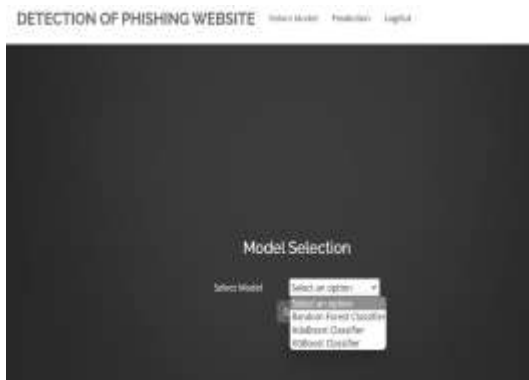 DETECTION OF PHISHING WEBSITE Select Model Prediction LogOut
Model Selection
Select Model Select an option
Select an option
Random Forest Classifier
AdaBoost Classifier
XGBoost Classifier